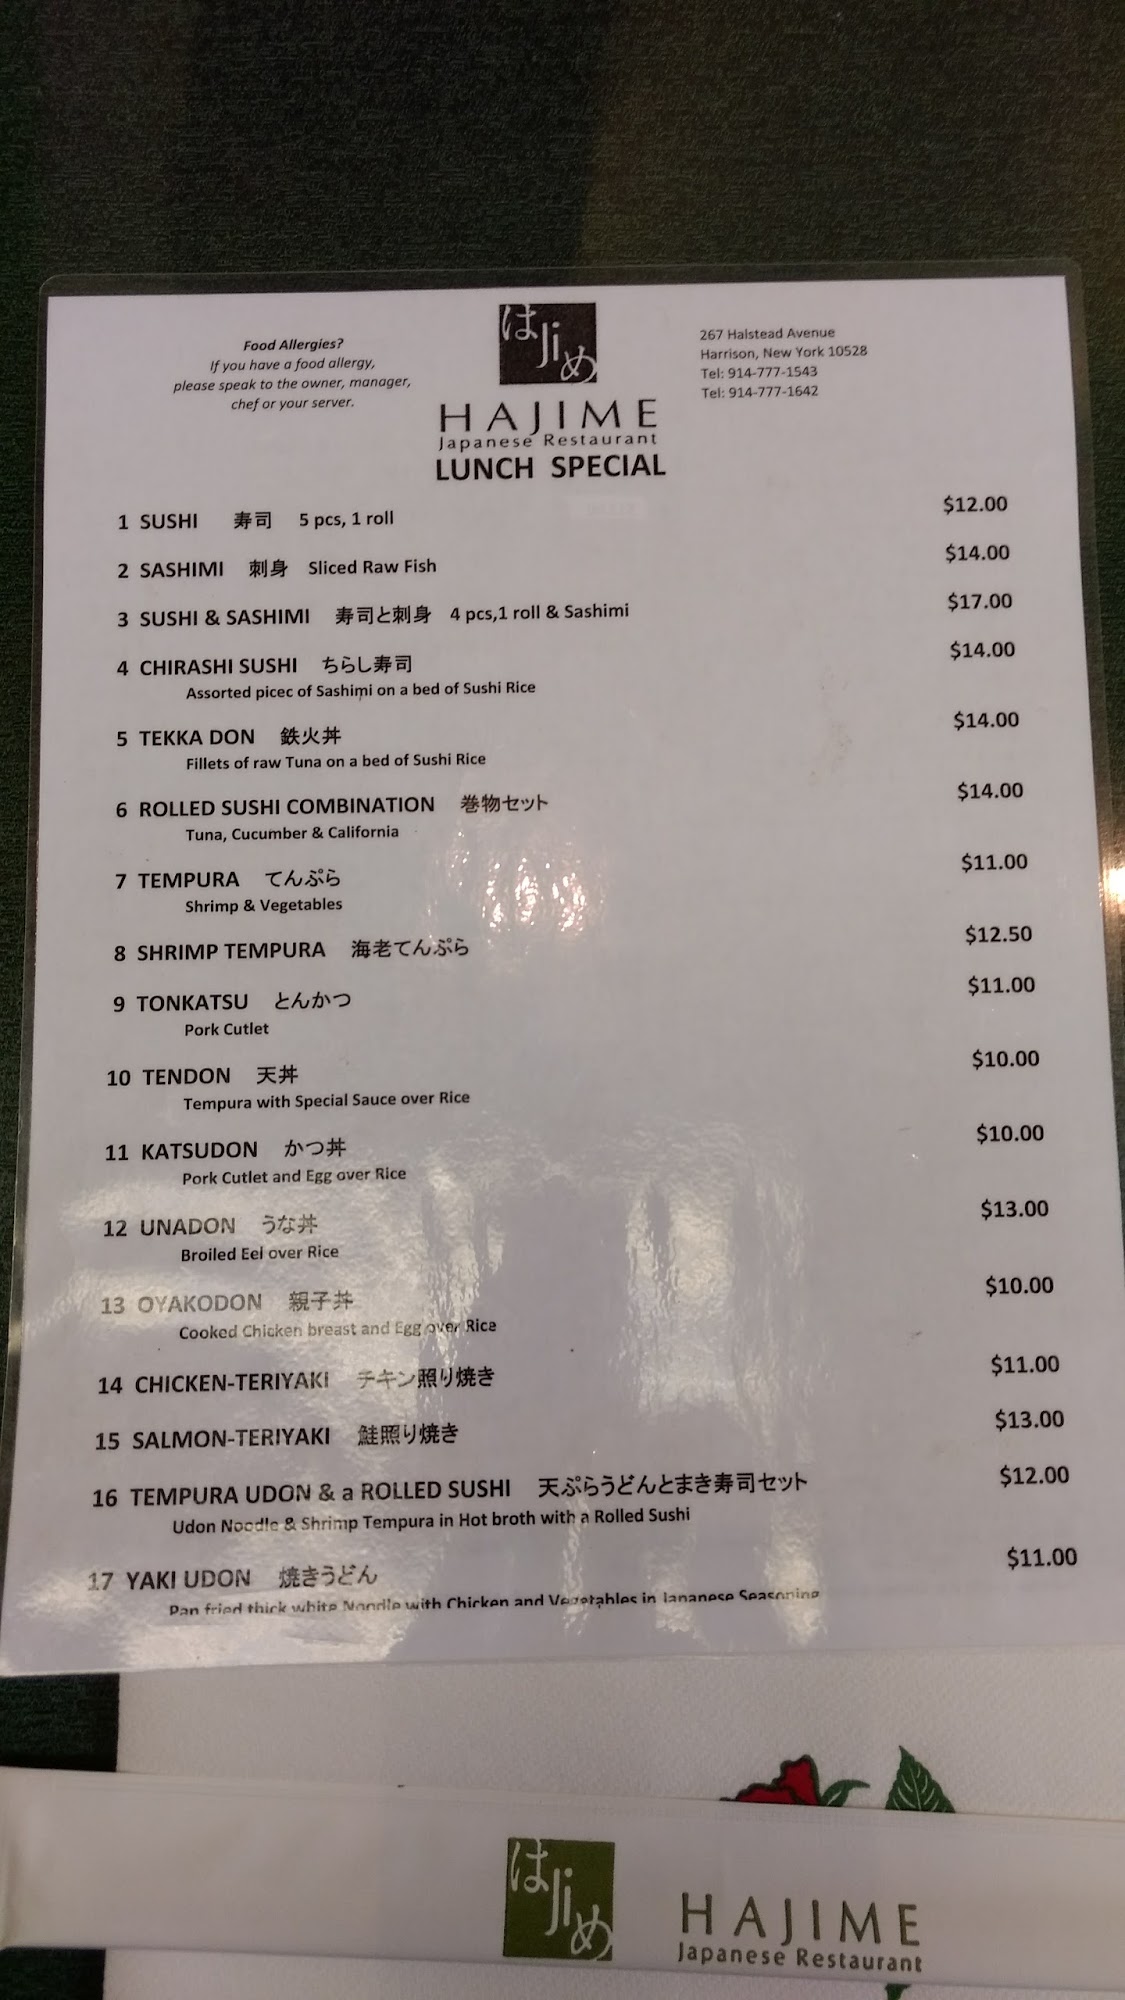 Food Allergies?
If you have a food allergy,
please speak to the owner, manager,
chef or your server.
はJiめ
HAJIME
Japanese Restaurant
LUNCH SPECIAL
267 Halstead Avenue
Harrison, New York 10528
Tel: 914-777-1543
Tel: 914-777-1642
1 SUSHI 寿司 5 pcs, 1 roll $12.00
2 SASHIMI 刺身 Sliced Raw Fish $14.00
3 SUSHI & SASHIMI 寿司と刺身 4 pcs,1 roll & Sashimi $17.00
4 CHIRASHI SUSHI ちらし寿司 $14.00
Assorted picec of Sashimi on a bed of Sushi Rice
5 TEKKA DON 鉄火丼 $14.00
Fillets of raw Tuna on a bed of Sushi Rice
6 ROLLED SUSHI COMBINATION 巻物セット $14.00
Tuna, Cucumber & California
7 TEMPURA てんぷら $11.00
Shrimp & Vegetables
8 SHRIMP TEMPURA 海老てんぷら $12.50
9 TONKATSU とんかつ $11.00
Pork Cutlet
10 TENDON 天丼 $10.00
Tempura with Special Sauce over Rice
11 KATSUDON かつ丼 $10.00
Pork Cutlet and Egg over Rice
12 UNADON うな丼 $13.00
Broiled Eel over Rice
13 OYAKODON 親子丼 $10.00
Cooked Chicken breast and Egg over Rice
14 CHICKEN-TERIYAKI チキン照り焼き $11.00
15 SALMON-TERIYAKI 鮭照り焼き $13.00
16 TEMPURA UDON & a ROLLED SUSHI 天ぷらうどんとまき寿司セット $12.00
Udon Noodle & Shrimp Tempura in Hot broth with a Rolled Sushi
17 YAKI UDON 焼きうどん $11.00
Pan fried thick white Noodle with Chicken and Vegetables in Japanese Seasoning
はJiめ
HAJIME
Japanese Restaurant